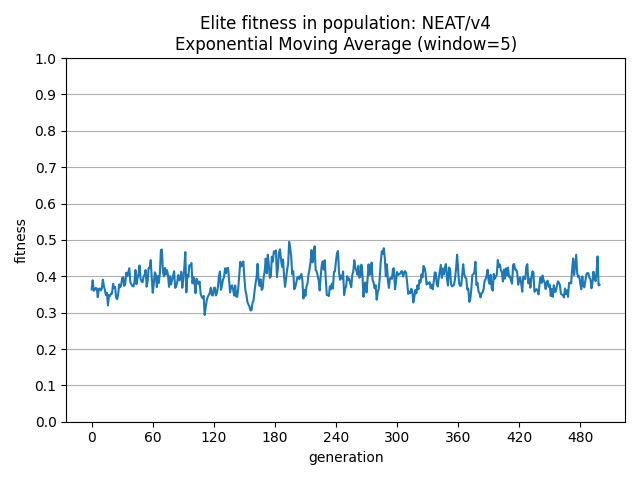 Elite fitness in population: NEAT/v4
Exponential Moving Average (window=5)
1.0
0.9
0.8
0.7
0.6
0.5
0.4
0.3
0.2
0.1
0.0
fitness
0 60 120 180 240 300 360 420 480
generation